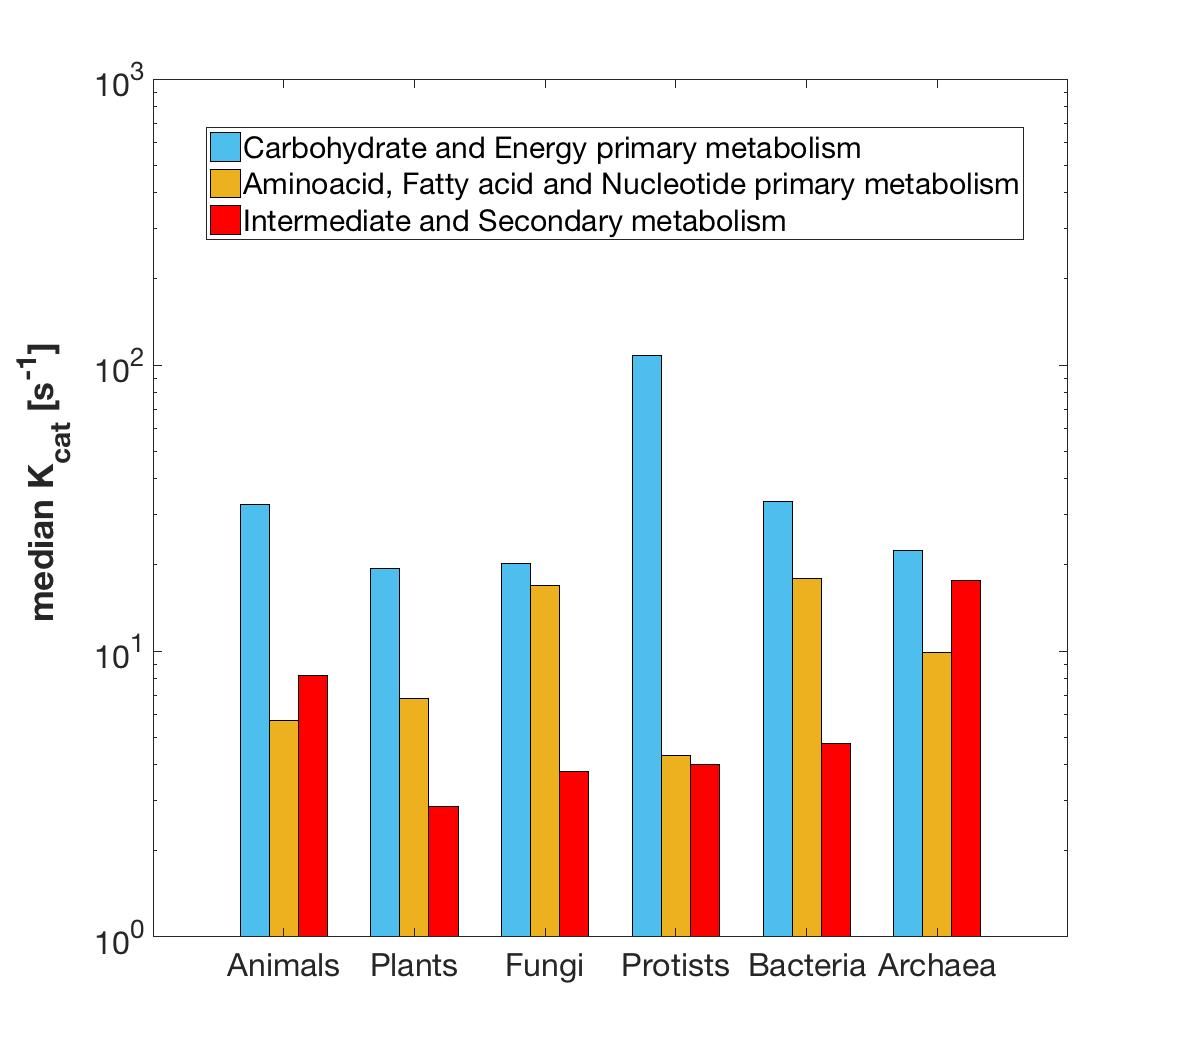 10^3
Carbohydrate and Energy primary metabolism
Aminoacid, Fatty acid and Nucleotide primary metabolism
Intermediate and Secondary metabolism
10^2
median K_cat [s^-1]
10^1
10^0
Animals Plants Fungi Protists Bacteria Archaea